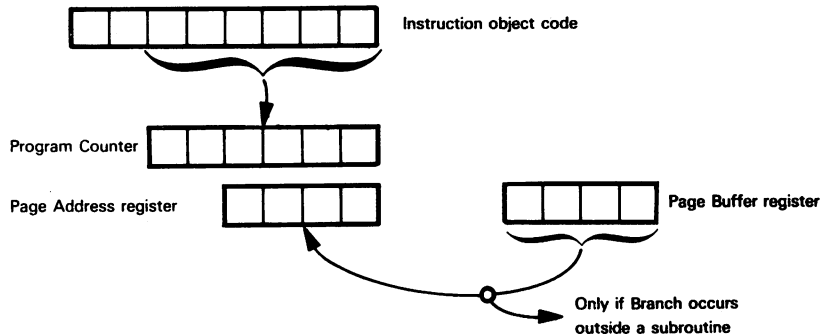 Instruction object code
Program Counter
Page Address register
Page Buffer register
Only if Branch occurs
outside a subroutine